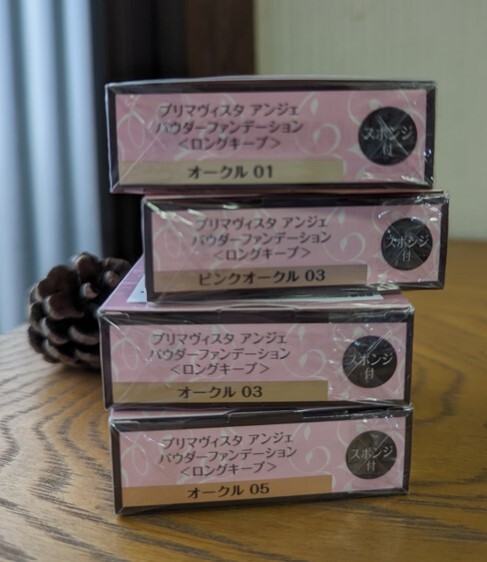 プリマヴィスタ アンジェ
パウダーファンデーション
<ロングキープ>
スポンジ
付
オークル 01
プリマヴィスタ アンジェ
パウダーファンデーション
<ロングキープ>
スポンジ
付
ピンクオークル 03
プリマヴィスタ アンジェ
パウダーファンデーション
<ロングキープ>
スポンジ
付
オークル 03
プリマヴィスタ アンジェ
パウダーファンデーション
<ロングキープ>
スポンジ
付
オークル 05